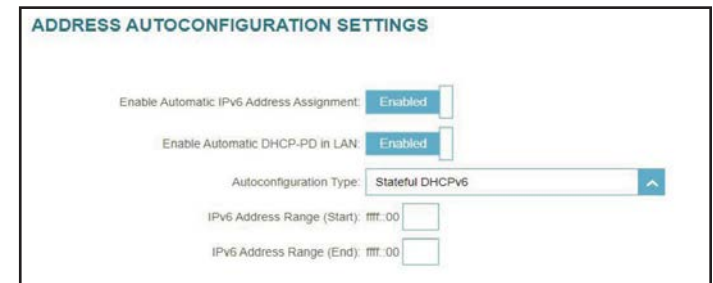 ADDRESS AUTOCONFIGURATION SETTINGS
Enable Automatic IPv6 Address Assignment: Enabled
Enable Automatic DHCP-PD in LAN: Enabled
Autoconfiguration Type: Stateful DHCPv6
IPv6 Address Range (Start): ffff::00
IPv6 Address Range (End): ffff::00